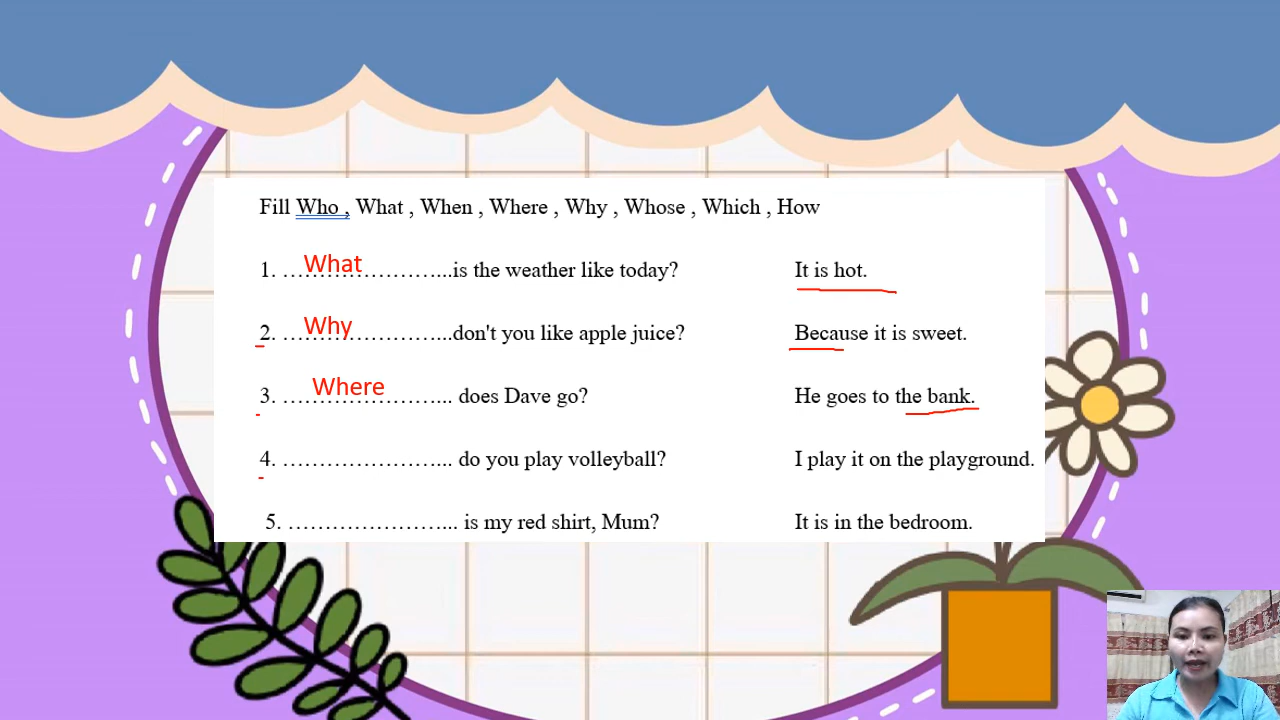 Fill Who , What , When , Where , Why , Whose , Which , How
1. What……………………...is the weather like today? It is hot.
2. Why……………………...don't you like apple juice? Because it is sweet.
3. Where……………………... does Dave go? He goes to the bank.
4. ……………………... do you play volleyball? I play it on the playground.
5. ……………………... is my red shirt, Mum? It is in the bedroom.